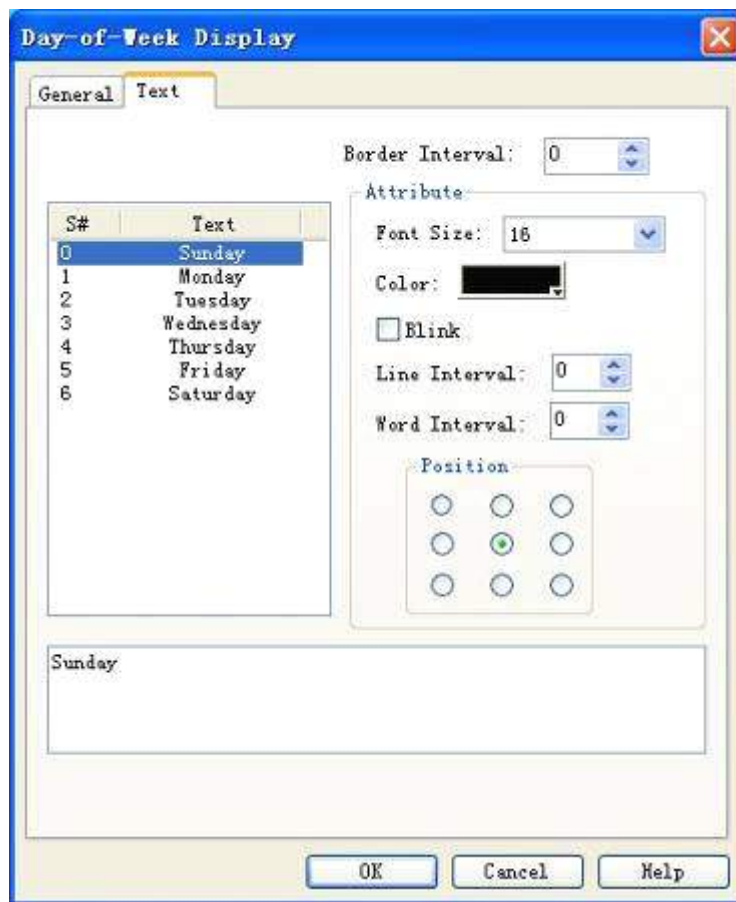 Day-of-Week Display
General Text
Border Interval: 0
Attribute
S# Text
Font Size: 16
0 Sunday
1 Monday
Color:
2 Tuesday
3 Wednesday
Blink
4 Thursday
5 Friday
Line Interval: 0
6 Saturday
Word Interval: 0
Position
Sunday
OK Cancel Help